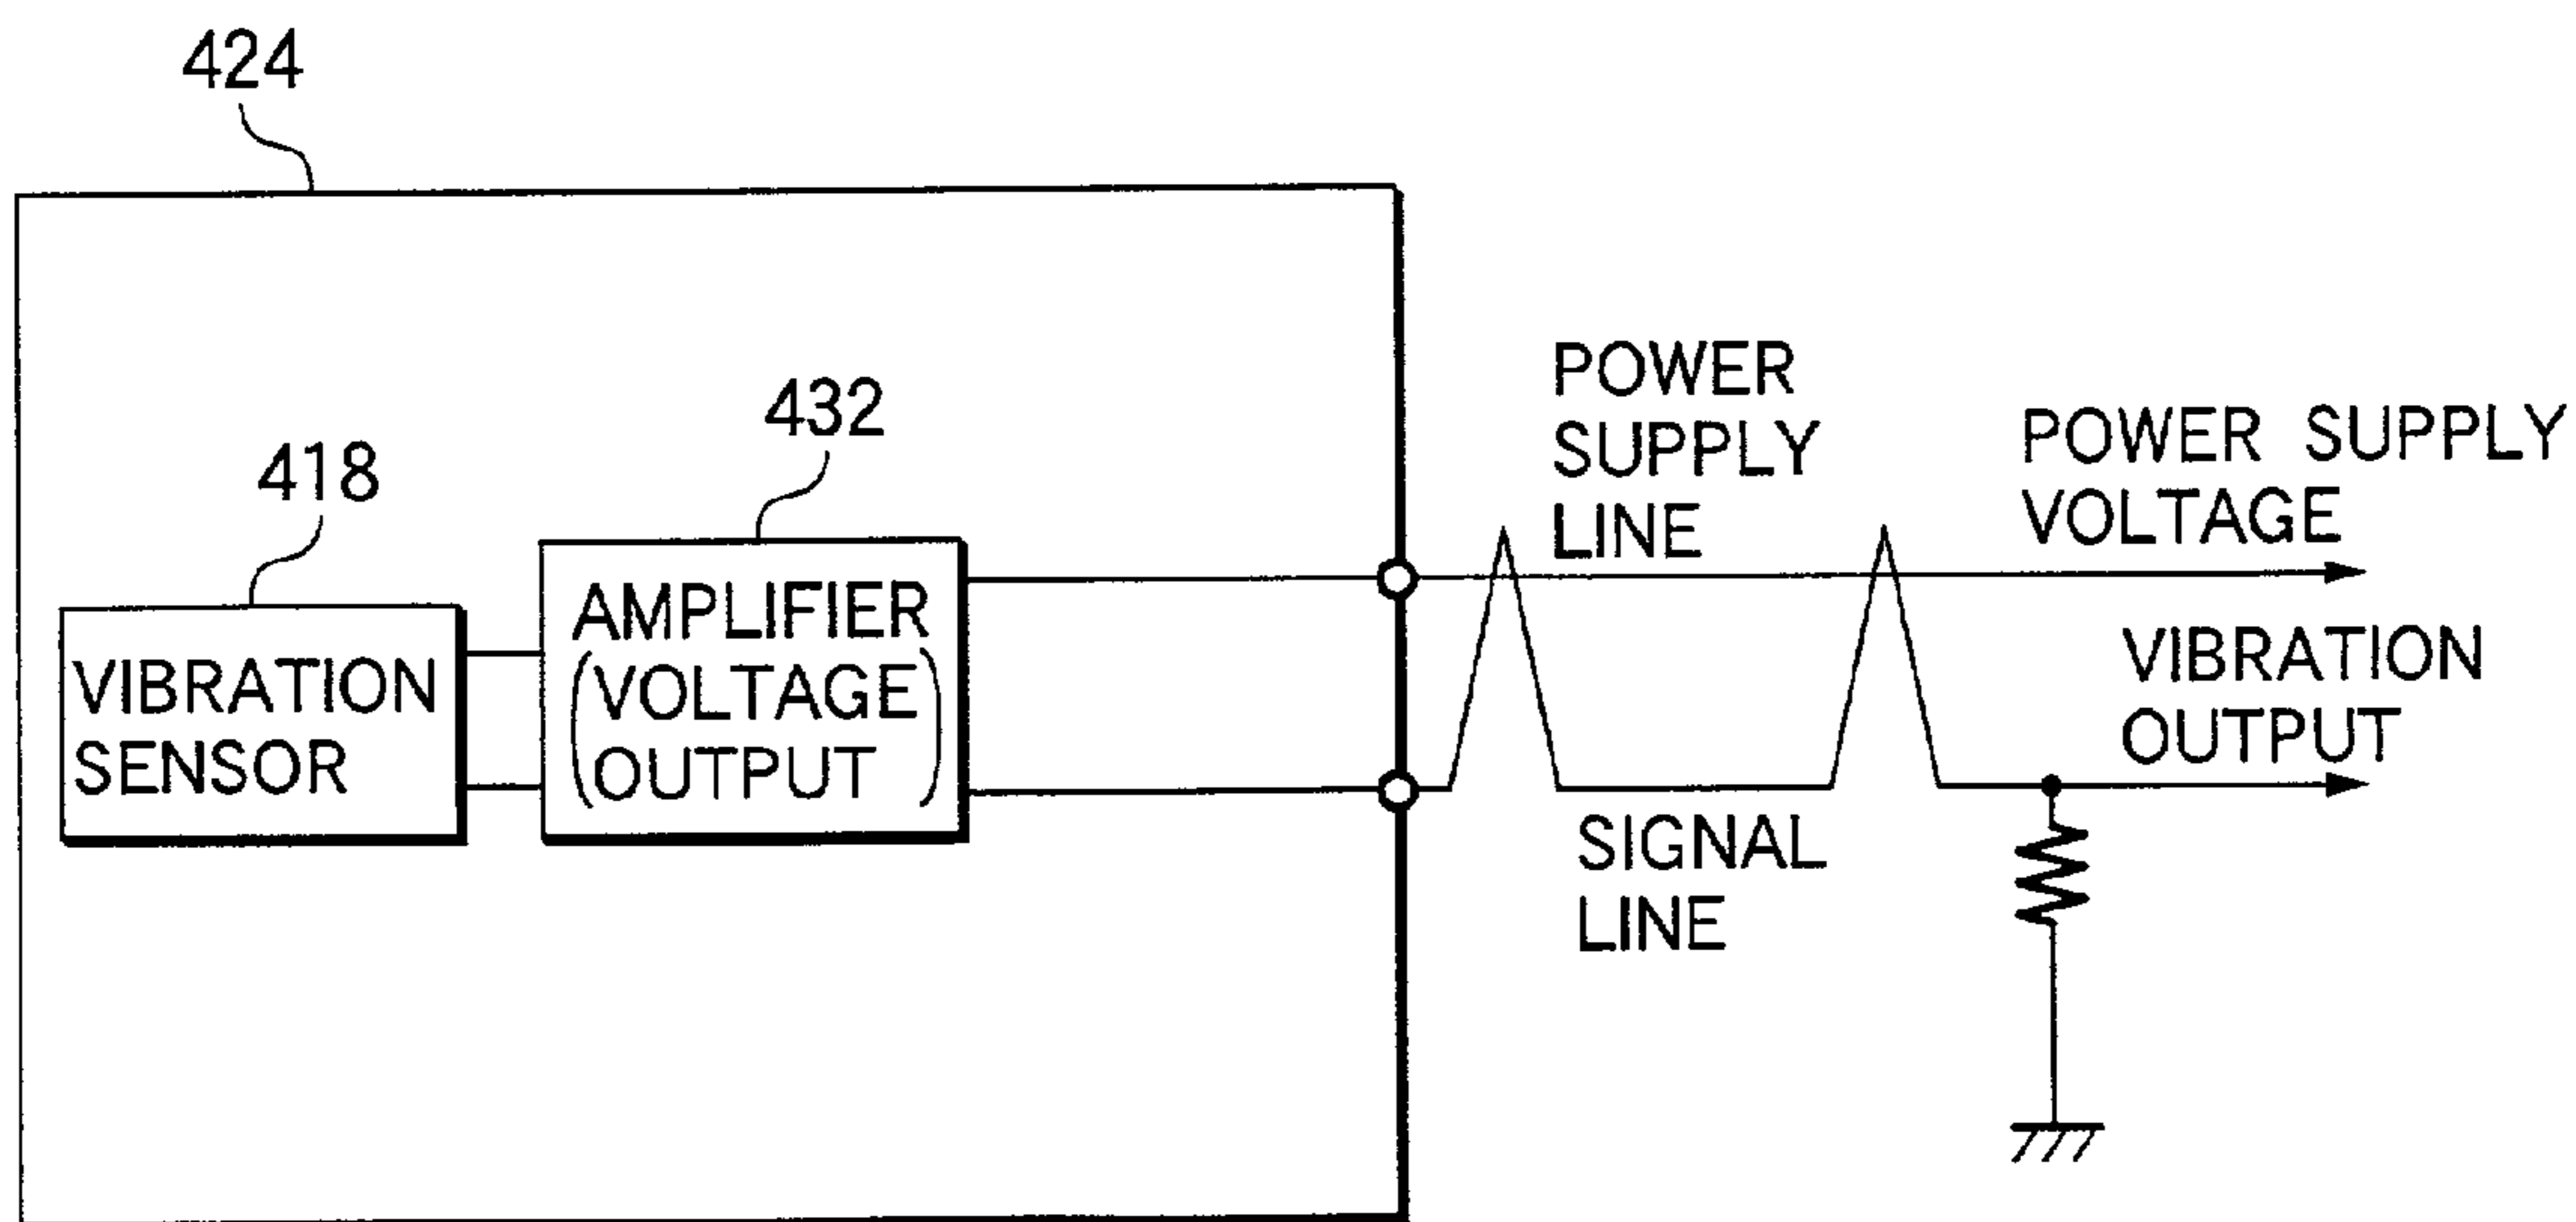 424
432
418
VIBRATION
SENSOR
AMPLIFIER
(VOLTAGE
OUTPUT)
POWER
SUPPLY
LINE
POWER SUPPLY
VOLTAGE
VIBRATION
OUTPUT
SIGNAL
LINE